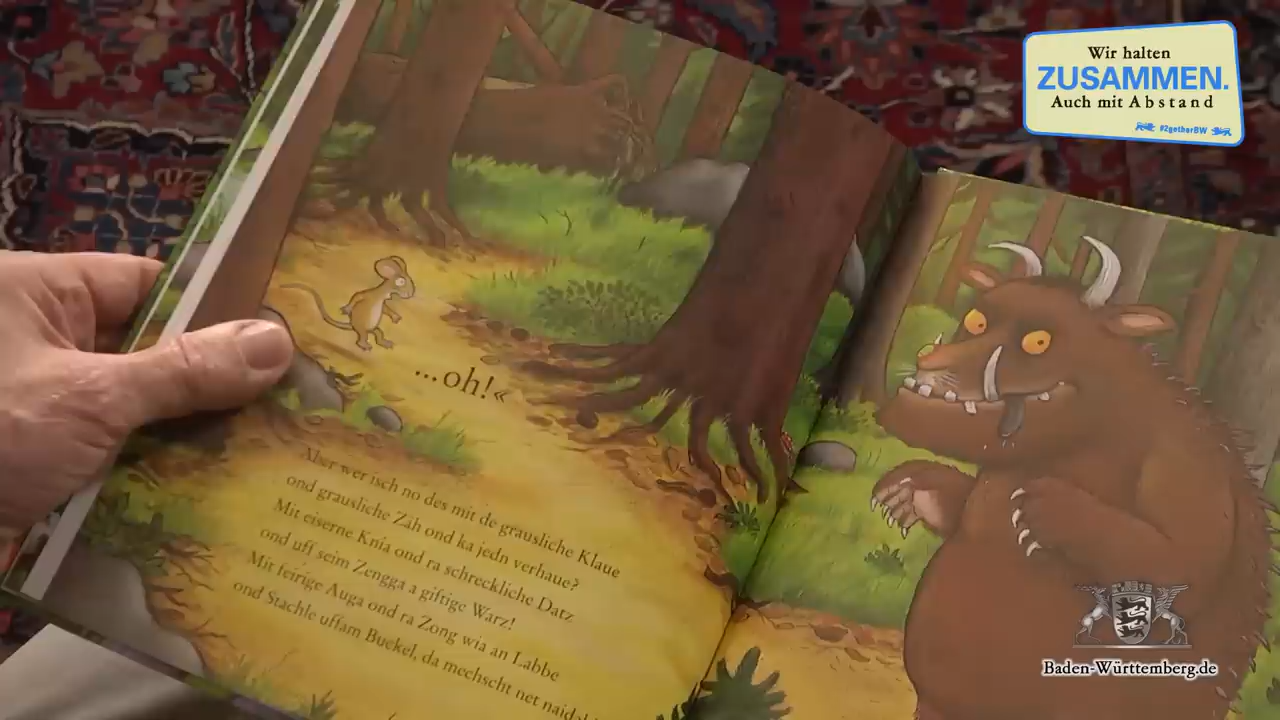 Wir halten
ZUSAMMEN.
Auch mit Abstand
#2getherBW
...oh!«
Aber wer isch no des mit de grausliche Klaue
ond grausliche Zäh ond ka jedn verhaue?
Mit eiserne Knia ond ra schreckliche Datz
ond uff seim Zengga a giftige Warz!
Mit feirige Auga ond ra Zong wia an Labbe
ond Stachle uffam Buckel, da mechscht net
Baden-Württemberg.de